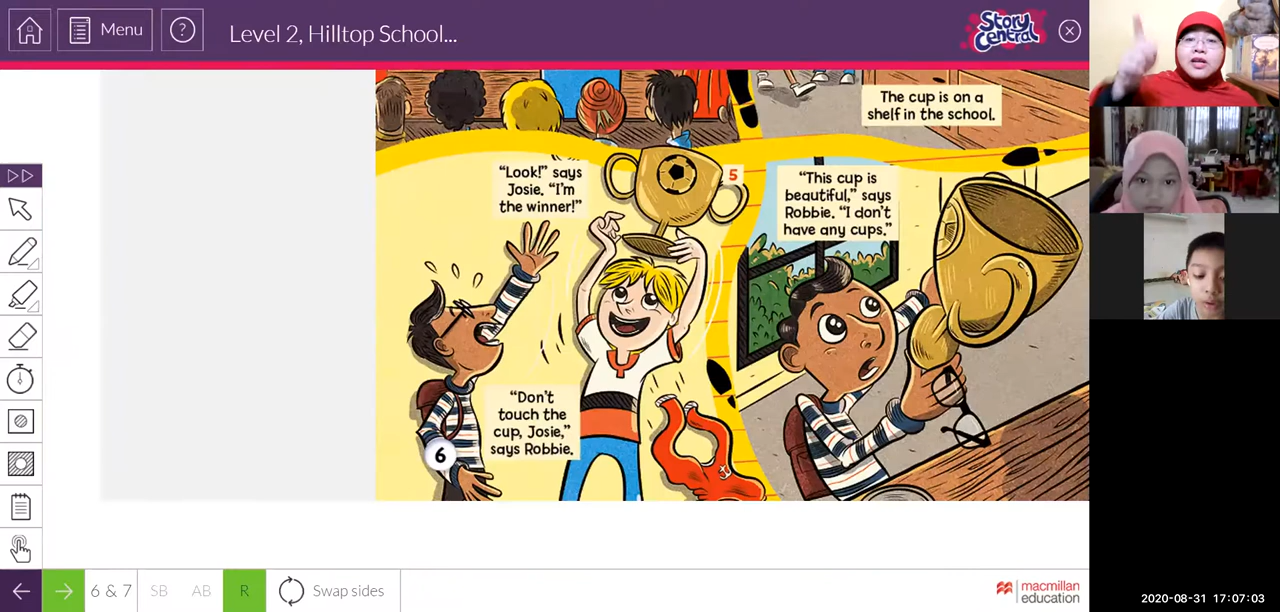 Menu
?
Level 2, Hilltop School...
Story
Central
The cup is on a
shelf in the school.
"Look!" says
Josie. "I'm
the winner!"
5
"This cup is
beautiful," says
Robbie. "I don't
have any cups."
"Don't
touch the
cup, Josie,"
says Robbie.
6
6 & 7
SB
AB
R
Swap sides
macmillan
education
2020-08-31 17:07:03